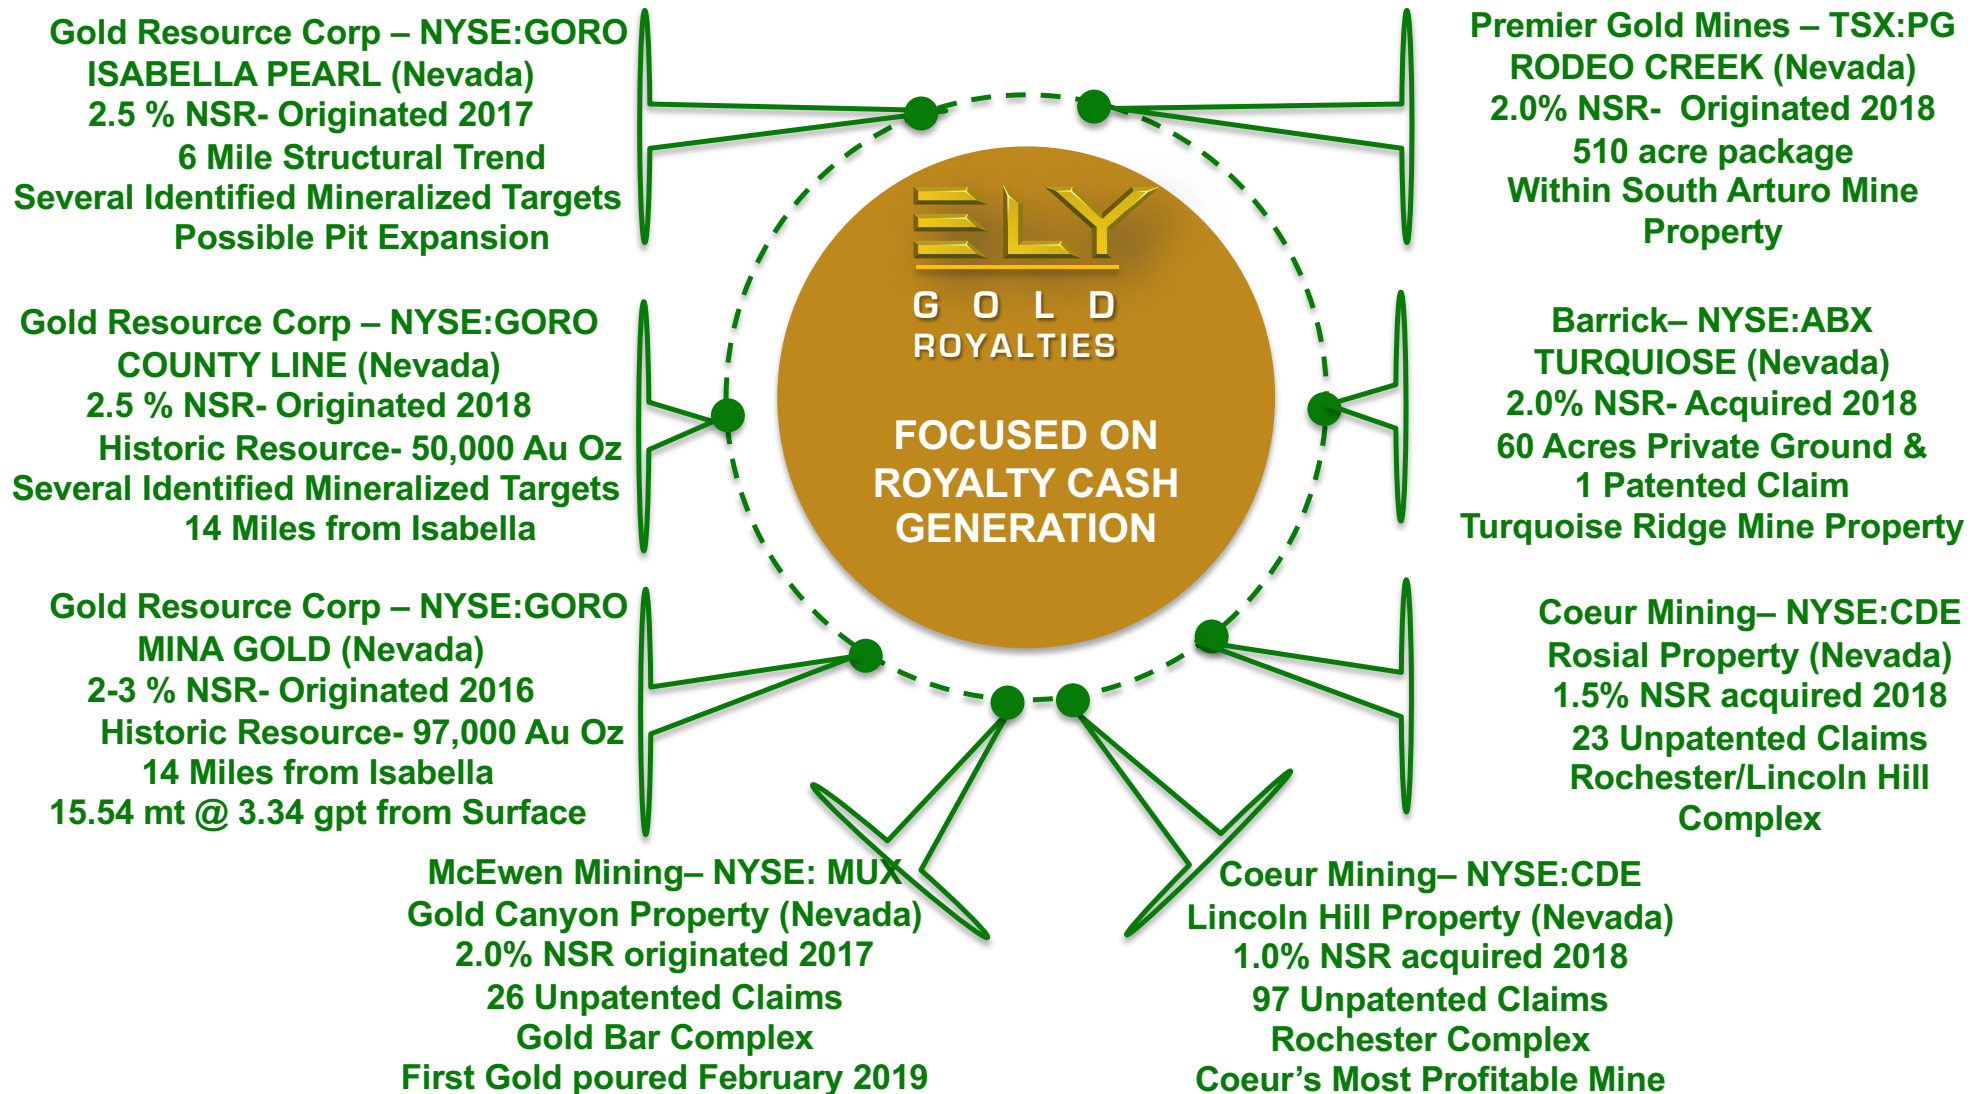 Gold Resource Corp – NYSE:GORO
ISABELLA PEARL (Nevada)
2.5 % NSR- Originated 2017
6 Mile Structural Trend
Several Identified Mineralized Targets
Possible Pit Expansion
Gold Resource Corp – NYSE:GORO
COUNTY LINE (Nevada)
2.5 % NSR- Originated 2018
Historic Resource- 50,000 Au Oz
Several Identified Mineralized Targets
14 Miles from Isabella
Gold Resource Corp – NYSE:GORO
MINA GOLD (Nevada)
2-3 % NSR- Originated 2016
Historic Resource- 97,000 Au Oz
14 Miles from Isabella
15.54 mt @ 3.34 gpt from Surface
McEwen Mining– NYSE: MUX
Gold Canyon Property (Nevada)
2.0% NSR originated 2017
26 Unpatented Claims
Gold Bar Complex
First Gold poured February 2019
ELY
GOLD
ROYALTIES
FOCUSED ON
ROYALTY CASH
GENERATION
Premier Gold Mines – TSX:PG
RODEO CREEK (Nevada)
2.0% NSR-  Originated 2018
510 acre package
Within South Arturo Mine
Property
Barrick– NYSE:ABX
TURQUIOSE (Nevada)
2.0% NSR- Acquired 2018
60 Acres Private Ground &
1 Patented Claim
Turquoise Ridge Mine Property
Coeur Mining– NYSE:CDE
Rosial Property (Nevada)
1.5% NSR acquired 2018
23 Unpatented Claims
Rochester/Lincoln Hill
Complex
Coeur Mining– NYSE:CDE
Lincoln Hill Property (Nevada)
1.0% NSR acquired 2018
97 Unpatented Claims
Rochester Complex
Coeur’s Most Profitable Mine